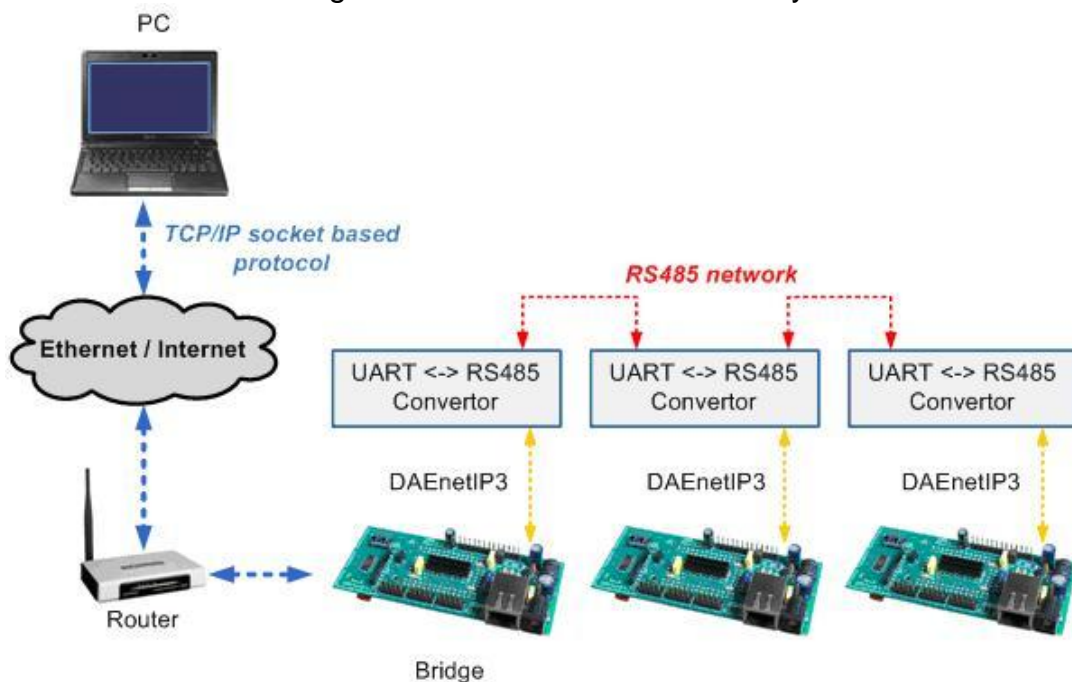 PC
TCP/IP socket based
protocol
RS485 network
Ethernet / Internet
UART <-> RS485
Convertor
UART <-> RS485
Convertor
UART <-> RS485
Convertor
DAEnetIP3
DAEnetIP3
DAEnetIP3
Router
Bridge